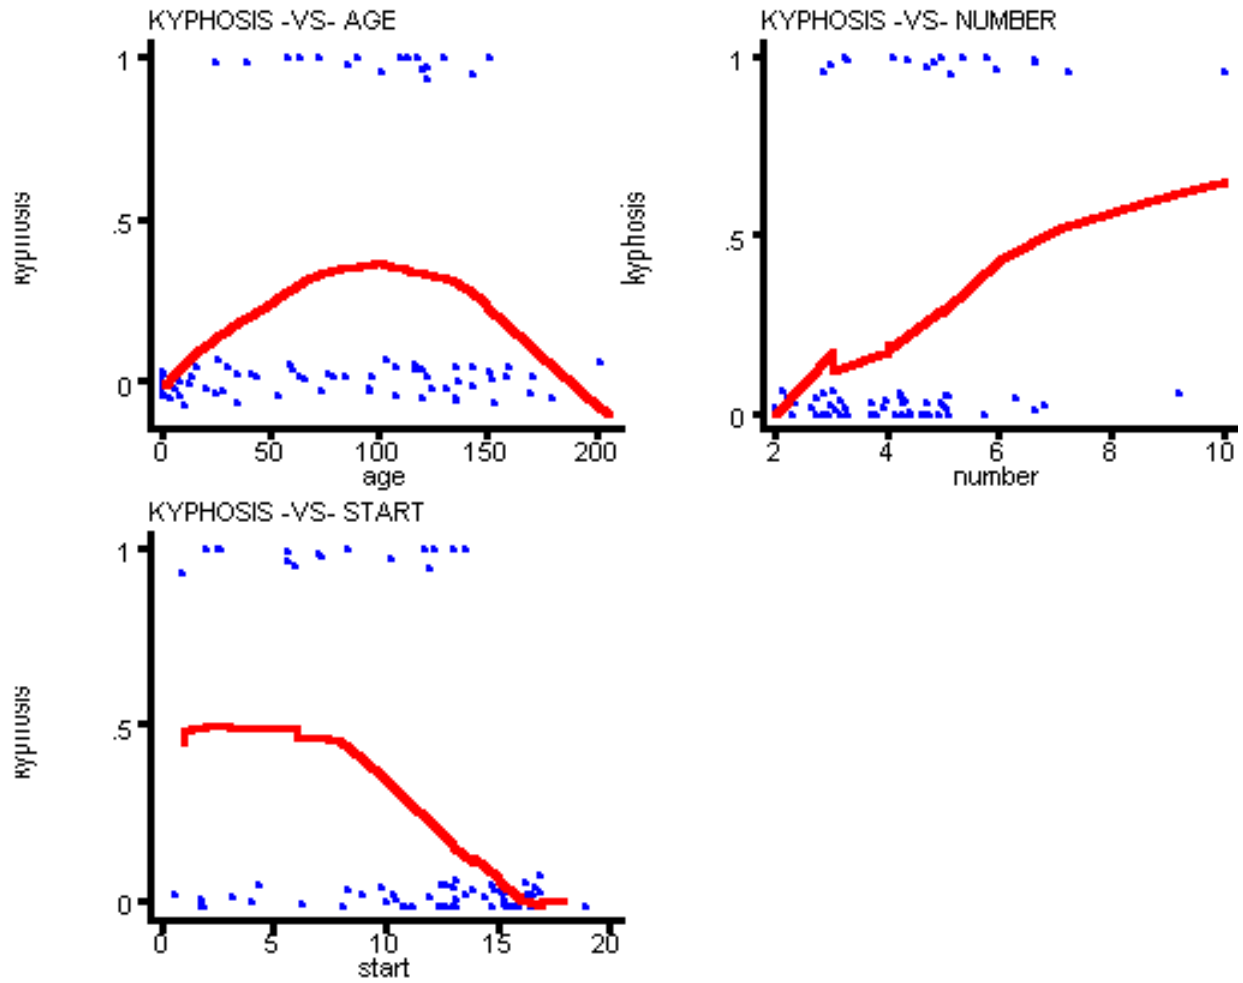 KYPHOSIS -VS- AGE
1
.5
0
kyphosis
0 50 100 150 200
age
KYPHOSIS -VS- NUMBER
1
.5
0
kyphosis
2 4 6 8 10
number
KYPHOSIS -VS- START
1
.5
0
kyphosis
0 5 10 15 20
start